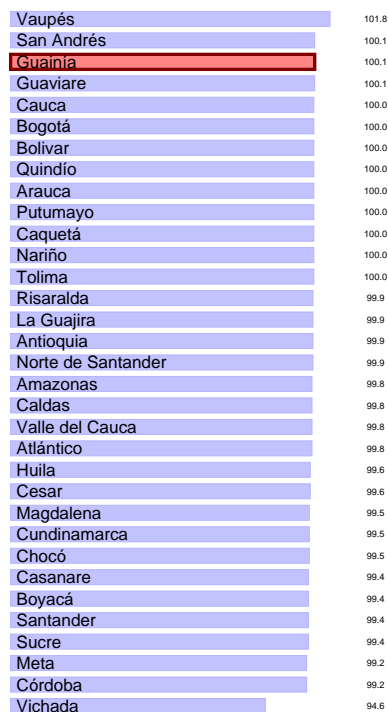 Vaupés 101.8
San Andrés 100.1
Guainía 100.1
Guaviare 100.1
Cauca 100.0
Bogotá 100.0
Bolivar 100.0
Quindío 100.0
Arauca 100.0
Putumayo 100.0
Caquetá 100.0
Nariño 100.0
Tolima 100.0
Risaralda 99.9
La Guajira 99.9
Antioquia 99.9
Norte de Santander 99.9
Amazonas 99.8
Caldas 99.8
Valle del Cauca 99.8
Atlántico 99.8
Huila 99.6
Cesar 99.6
Magdalena 99.5
Cundinamarca 99.5
Chocó 99.5
Casanare 99.4
Boyacá 99.4
Santander 99.4
Sucre 99.4
Meta 99.2
Córdoba 99.2
Vichada 94.6